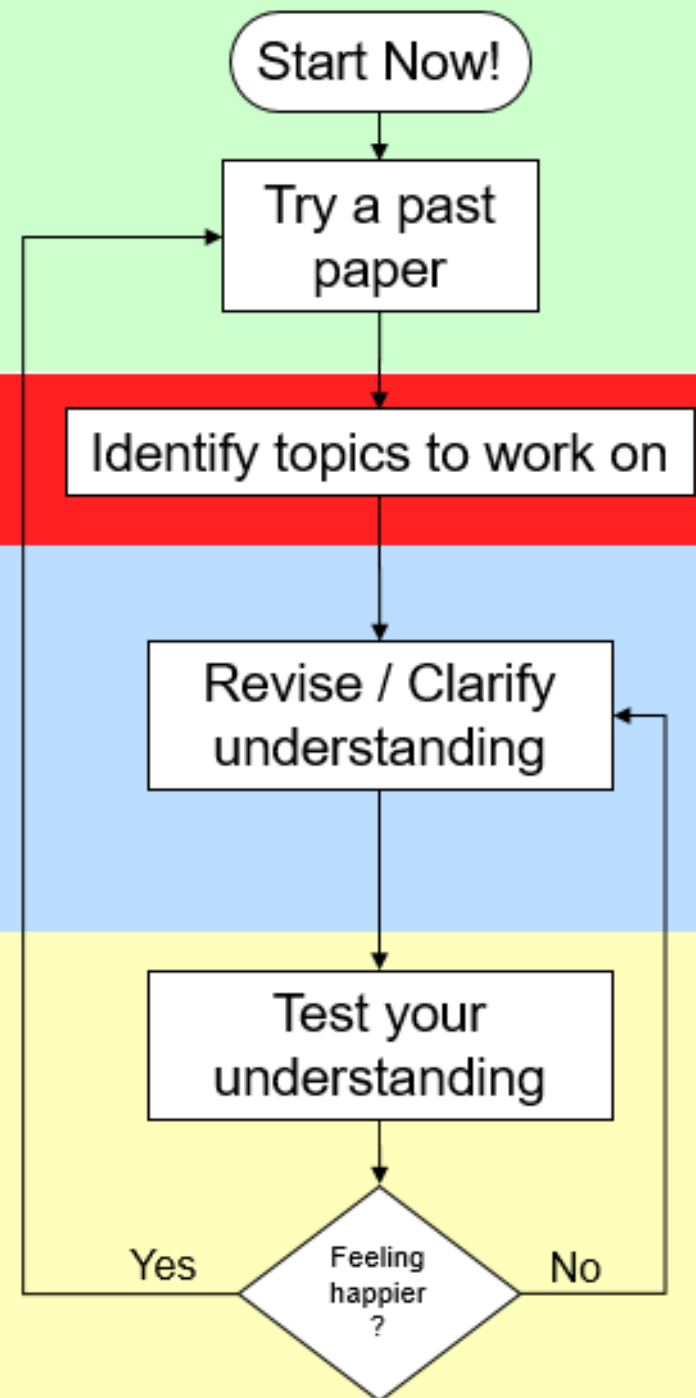 Start Now!
Try a past
paper
Identify topics to work on
Revise / Clarify
understanding
Test your
understanding
Yes
Feeling
happier
?
No